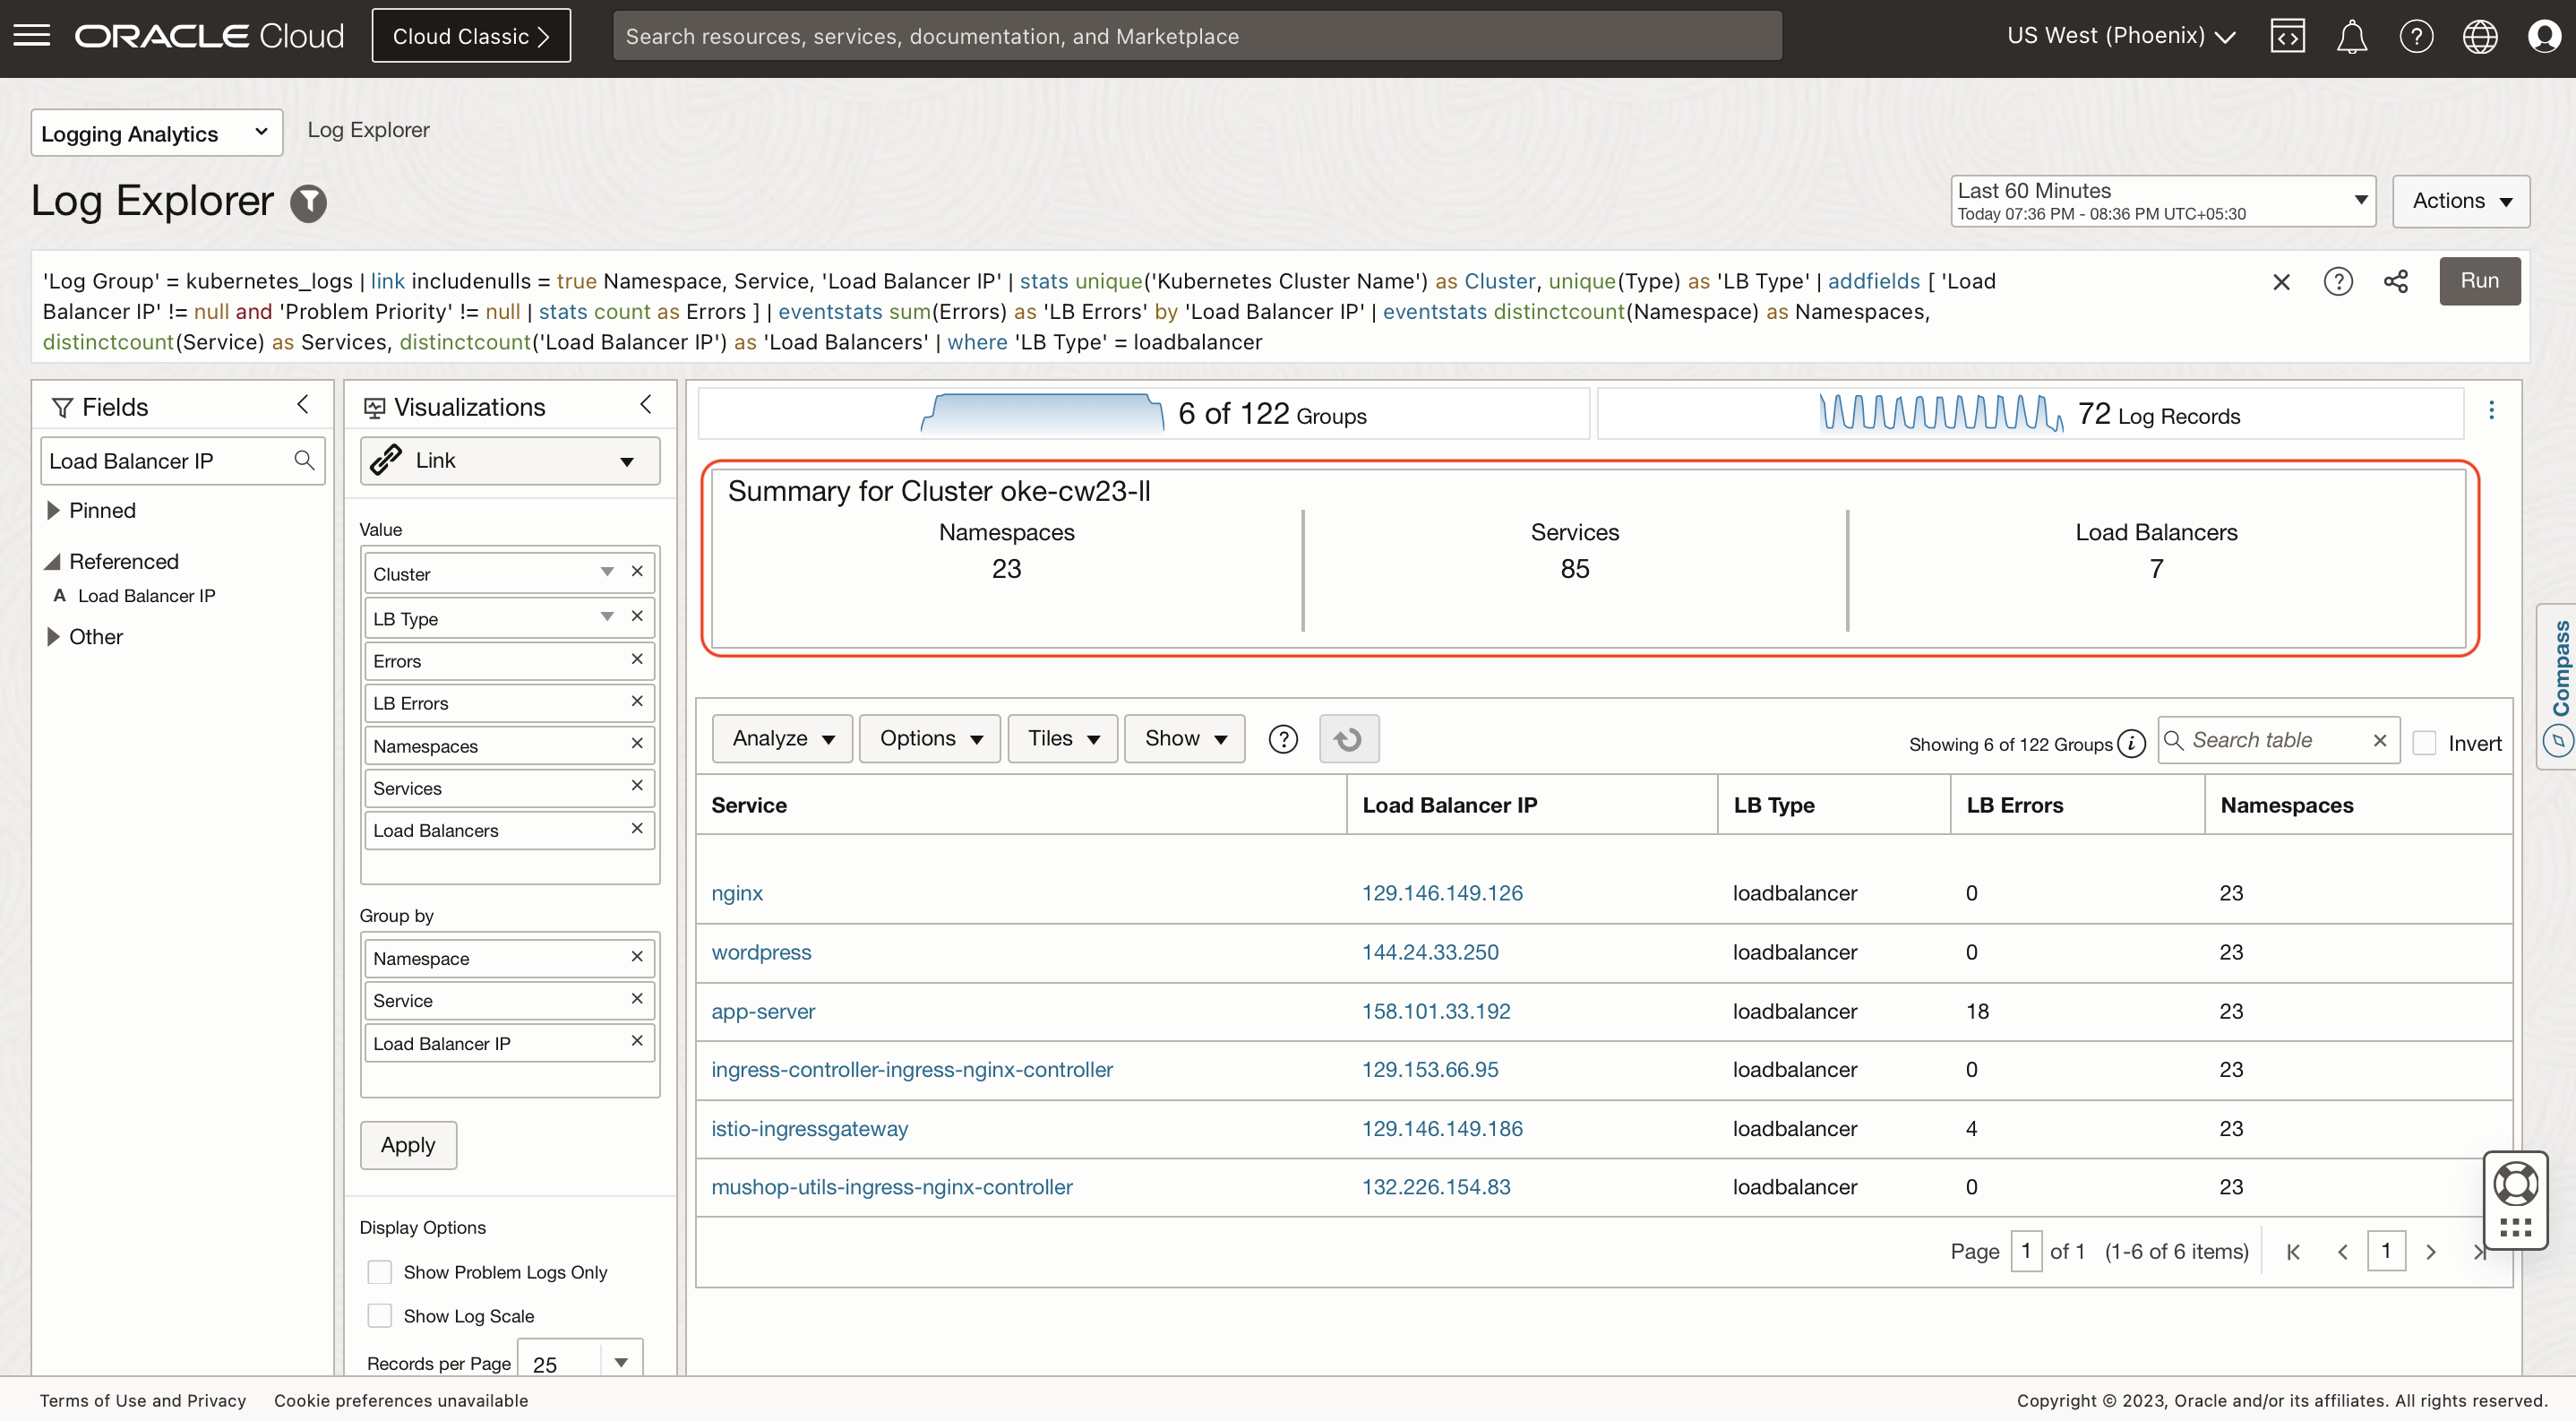 ORACLE Cloud
Cloud Classic
Search resources, services, documentation, and Marketplace
US West (Phoenix)
Logging Analytics
Log Explorer
Log Explorer
Last 60 Minutes
Today 07:36 PM - 08:36 PM UTC+05:30
Actions
'Log Group' = kubernetes_logs | link includenulls = true Namespace, Service, 'Load Balancer IP' | stats unique('Kubernetes Cluster Name') as Cluster, unique(Type) as 'LB Type' | addfields [ 'Load
Balancer IP' != null and 'Problem Priority' != null | stats count as Errors ] | eventstats sum(Errors) as 'LB Errors' by 'Load Balancer IP' | eventstats distinctcount(Namespace) as Namespaces,
distinctcount(Service) as Services, distinctcount('Load Balancer IP') as 'Load Balancers' | where 'LB Type' = loadbalancer
Run
Fields
Load Balancer IP
Pinned
Referenced
A Load Balancer IP
Other
Visualizations
Link
Value
Cluster
LB Type
Errors
LB Errors
Namespaces
Services
Load Balancers
Group by
Namespace
Service
Load Balancer IP
Apply
Display Options
Show Problem Logs Only
Show Log Scale
Records per Page 25
6 of 122 Groups
72 Log Records
Summary for Cluster oke-cw23-ll
Namespaces Services Load Balancers
23 85 7
Analyze Options Tiles Show
Showing 6 of 122 Groups
Search table
Invert
Service Load Balancer IP LB Type LB Errors Namespaces
nginx 129.146.149.126 loadbalancer 0 23
wordpress 144.24.33.250 loadbalancer 0 23
app-server 158.101.33.192 loadbalancer 18 23
ingress-controller-ingress-nginx-controller 129.153.66.95 loadbalancer 0 23
istio-ingressgateway 129.146.149.186 loadbalancer 4 23
mushop-utils-ingress-nginx-controller 132.226.154.83 loadbalancer 0 23
Page 1 of 1 (1-6 of 6 items) 1
Compass
Terms of Use and Privacy Cookie preferences unavailable
Copyright © 2023, Oracle and/or its affiliates. All rights reserved.